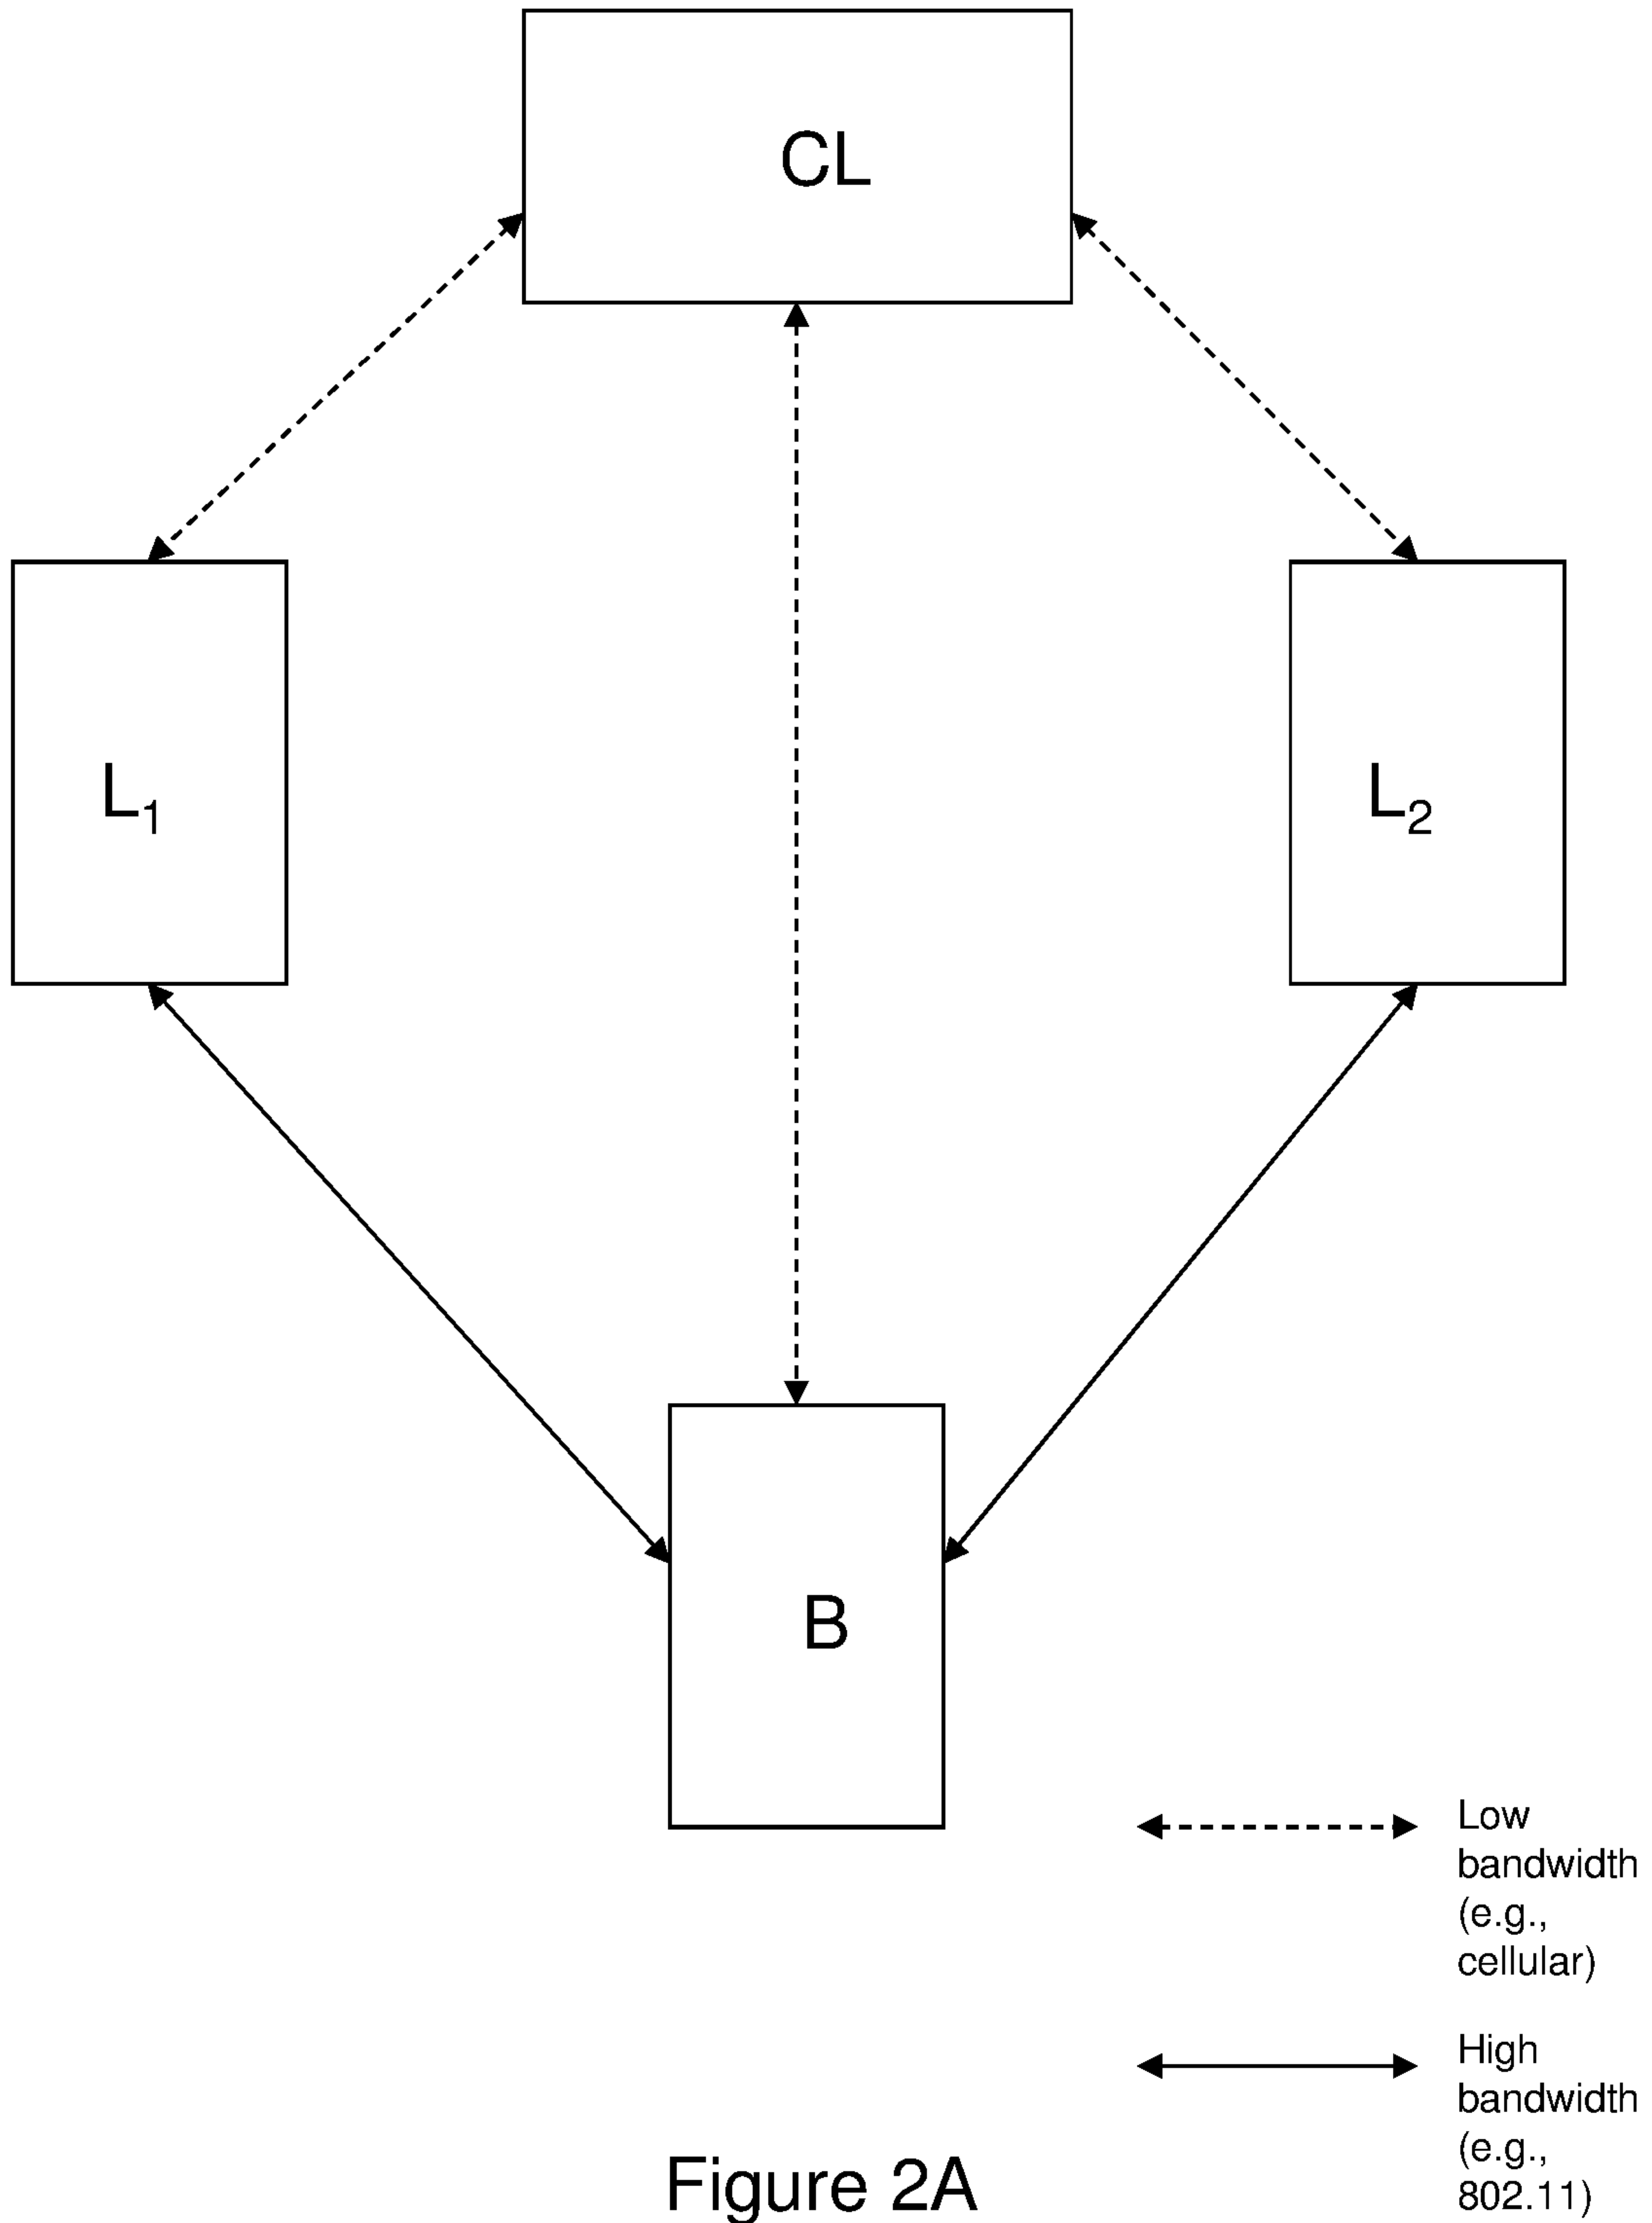 CL
L₁
L₂
B
Low
bandwidth
(e.g.,
cellular)
High
bandwidth
(e.g.,
802.11)
Figure 2A